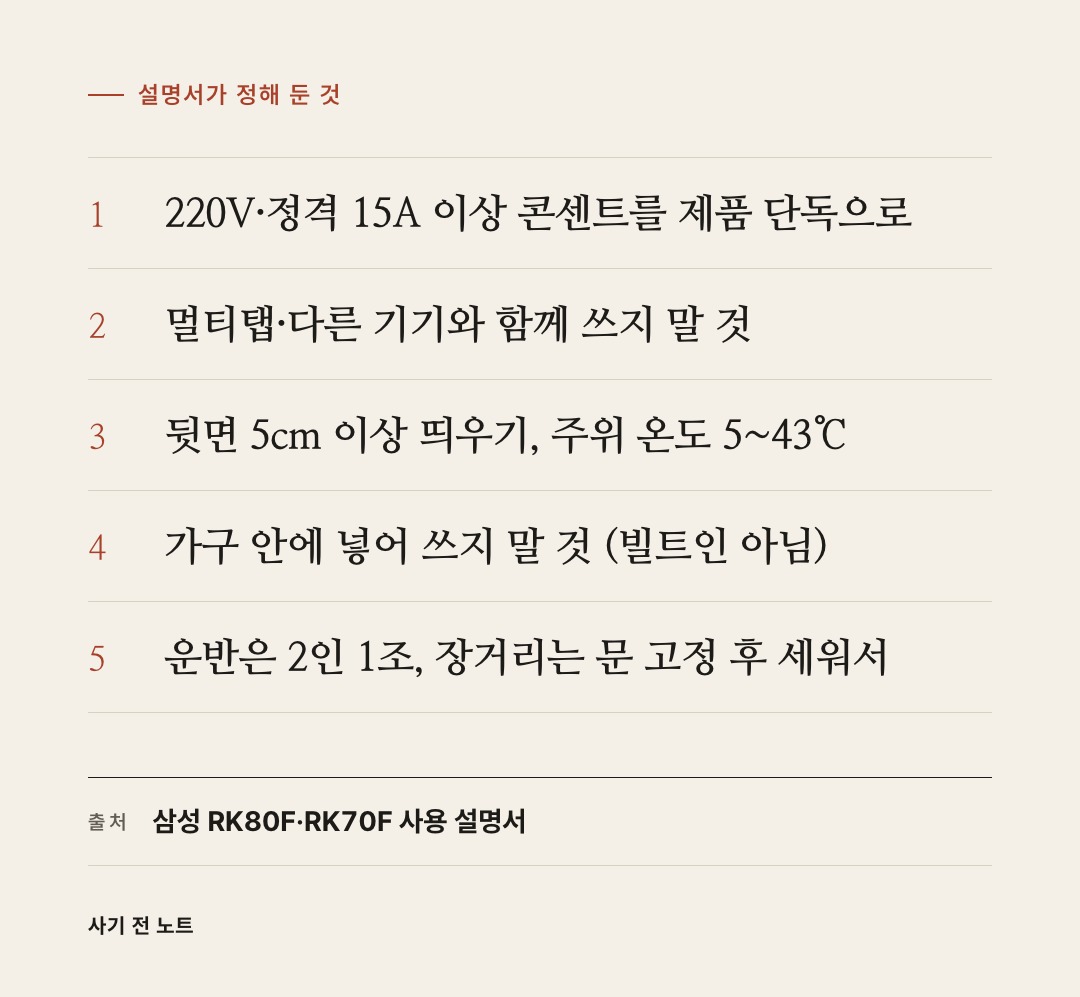 설명서가 정해 둔 것
1 220V·정격 15A 이상 콘센트를 제품 단독으로
2 멀티탭·다른 기기와 함께 쓰지 말 것
3 뒷면 5cm 이상 띄우기, 주위 온도 5~43℃
4 가구 안에 넣어 쓰지 말 것 (빌트인 아님)
5 운반은 2인 1조, 장거리는 문 고정 후 세워서
출처 삼성 RK80F·RK70F 사용 설명서
사기 전 노트